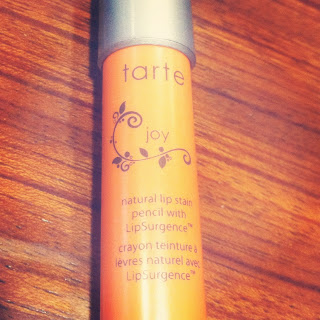 tarte
joy
natural lip stain
pencil with
LipSurgence™
crayon teinture à
lèvres naturel avec
LipSurgence™